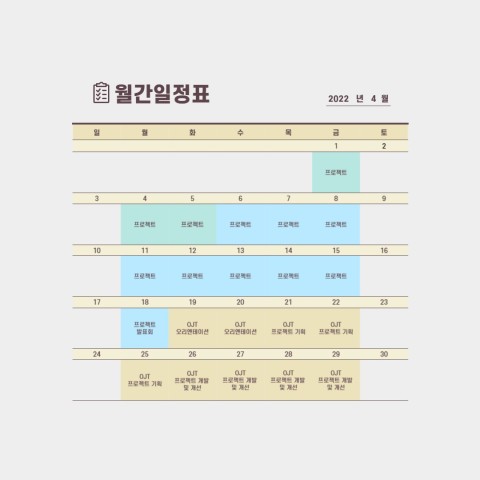 월간일정표
2022 년 4 월
일 월 화 수 목 금 토
1 2
프로젝트
3 4 5 6 7 8 9
프로젝트 프로젝트 프로젝트 프로젝트 프로젝트
10 11 12 13 14 15 16
프로젝트 프로젝트 프로젝트 프로젝트 프로젝트
17 18 19 20 21 22 23
프로젝트 OJT OJT OJT OJT
발표회 오리엔테이션 오리엔테이션 프로젝트 기획 프로젝트 기획
24 25 26 27 28 29 30
OJT OJT OJT OJT OJT
프로젝트 기획 프로젝트 개발 프로젝트 개발 프로젝트 개발 프로젝트 개발
및 개선 및 개선 및 개선 및 개선